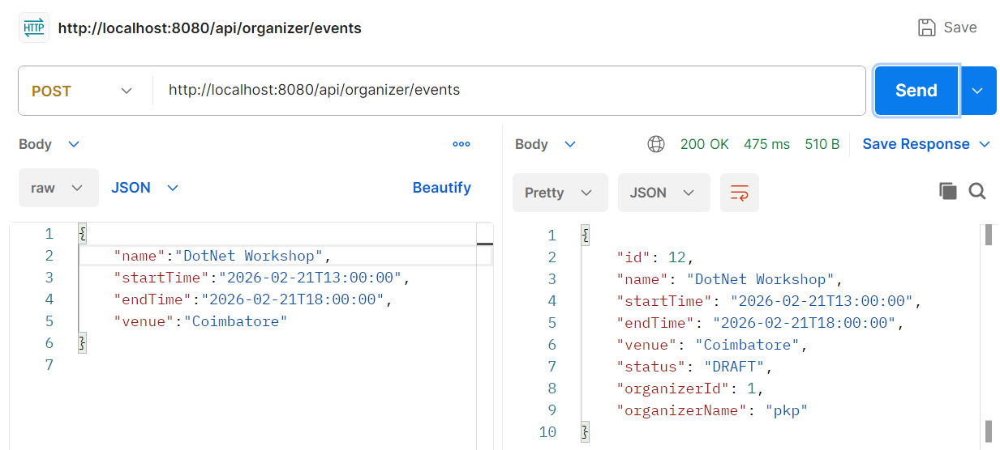 HTTP http://localhost:8080/api/organizer/events Save
POST http://localhost:8080/api/organizer/events Send
Body Body 200 OK 475 ms 510 B Save Response
raw JSON Beautify Pretty JSON
1 {
2 "name":"DotNet Workshop",
3 "startTime":"2026-02-21T13:00:00",
4 "endTime":"2026-02-21T18:00:00",
5 "venue":"Coimbatore"
6 }
7
1 {
2 "id": 12,
3 "name": "DotNet Workshop",
4 "startTime": "2026-02-21T13:00:00",
5 "endTime": "2026-02-21T18:00:00",
6 "venue": "Coimbatore",
7 "status": "DRAFT",
8 "organizerId": 1,
9 "organizerName": "pkp"
10 }